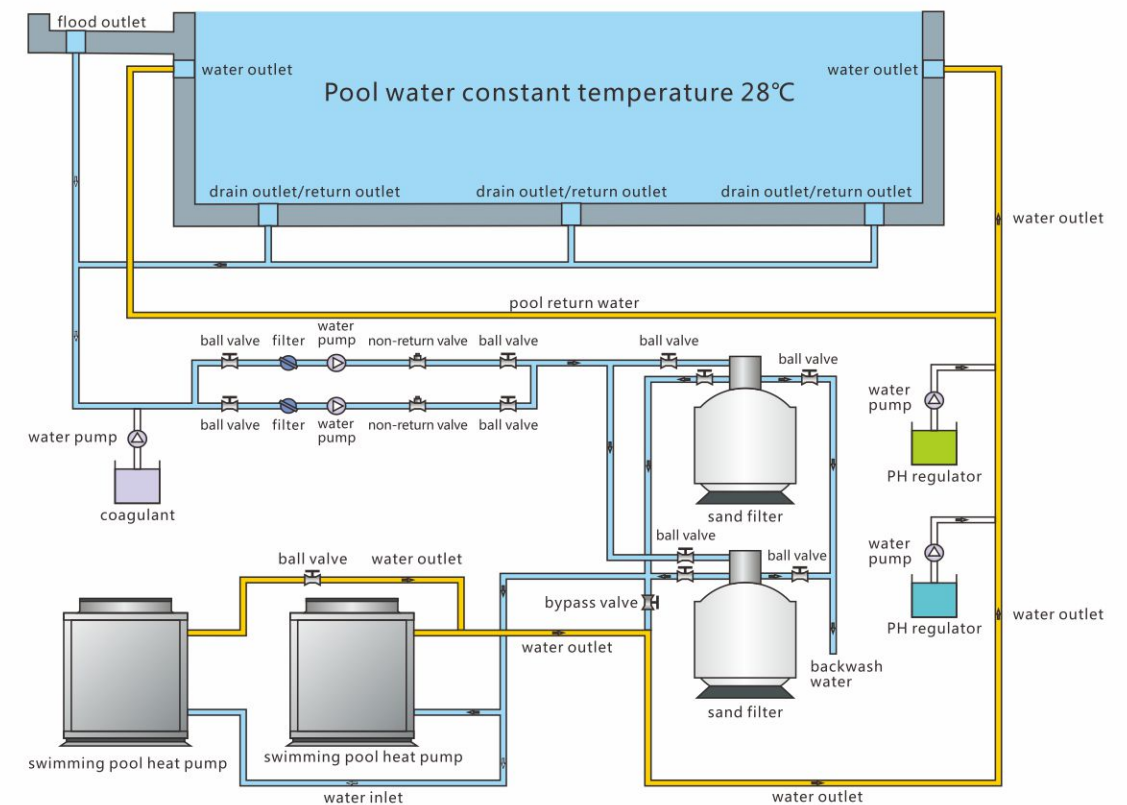 flood outlet
water outlet
water outlet
Pool water constant temperature 28℃
drain outlet/return outlet
drain outlet/return outlet
drain outlet/return outlet
water outlet
pool return water
ball valve
filter
water
pump
non-return valve
ball valve
ball valve
ball valve
water
pump
ball valve
filter
water
pump
non-return valve
ball valve
water pump
PH regulator
coagulant
sand filter
ball valve
ball valve
ball valve
water outlet
water
pump
bypass valve
water outlet
PH regulator
water outlet
backwash
water
sand filter
swimming pool heat pump
swimming pool heat pump
water inlet
water outlet